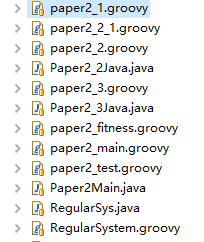 paper2_1.groovy
paper2_2_1.groovy
paper2_2.groovy
Paper2_2Java.java
paper2_3.groovy
Paper2_3Java.java
paper2_fitness.groovy
paper2_main.groovy
paper2_test.groovy
Paper2Main.java
RegularSys.java
RegularSystem.groovy